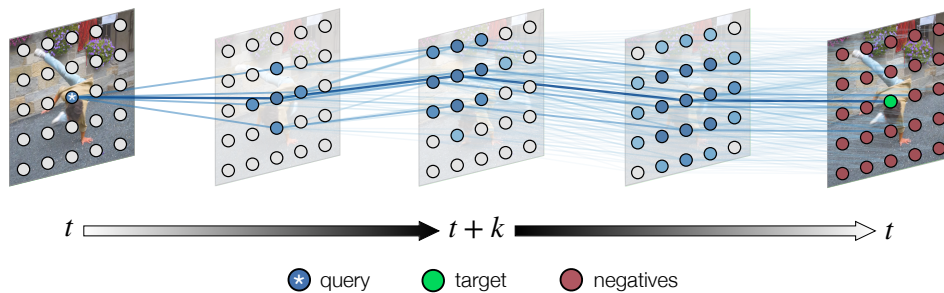 t t + k t
* query target negatives